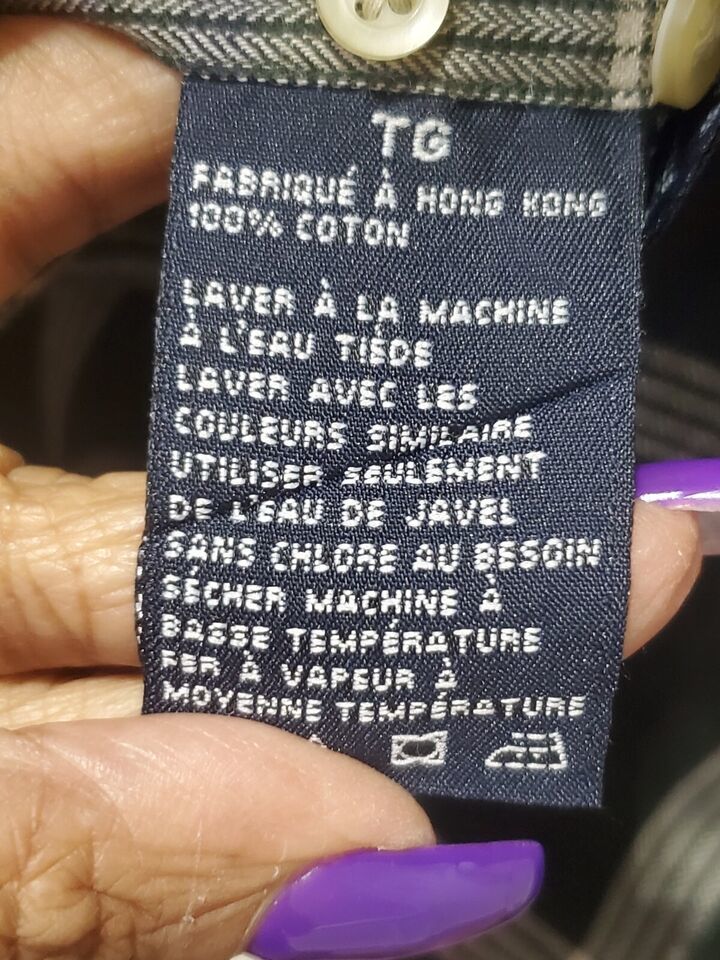 TG
FABRIQUÉ À HONG KONG
100% COTON
LAVER À LA MACHINE
À L'EAU TIÈDE
LAVER AVEC LES
COULEURS SIMILAIRE
UTILISER SEULEMENT
DE L'EAU DE JAVEL
SANS CHLORE AU BESOIN
SÉCHER MACHINE À
BASSE TEMPÉRATURE
FER À VAPEUR À
MOYENNE TEMPÉRATURE